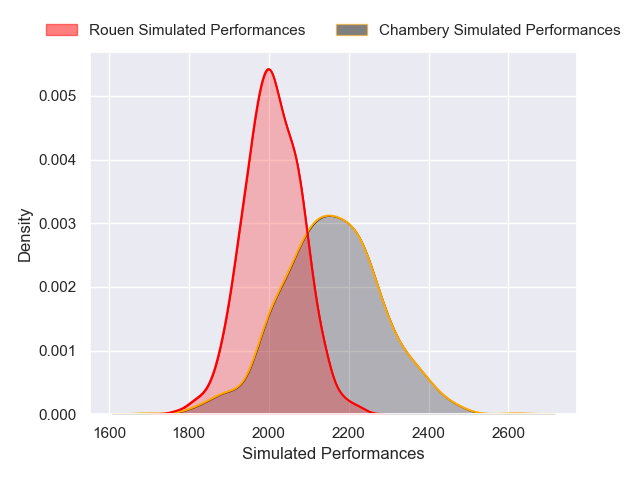 Rouen Simulated Performances Chambery Simulated Performances
0.005
0.004
0.003
0.002
0.001
0.000
Density
1600 1800 2000 2200 2400 2600
Simulated Performances